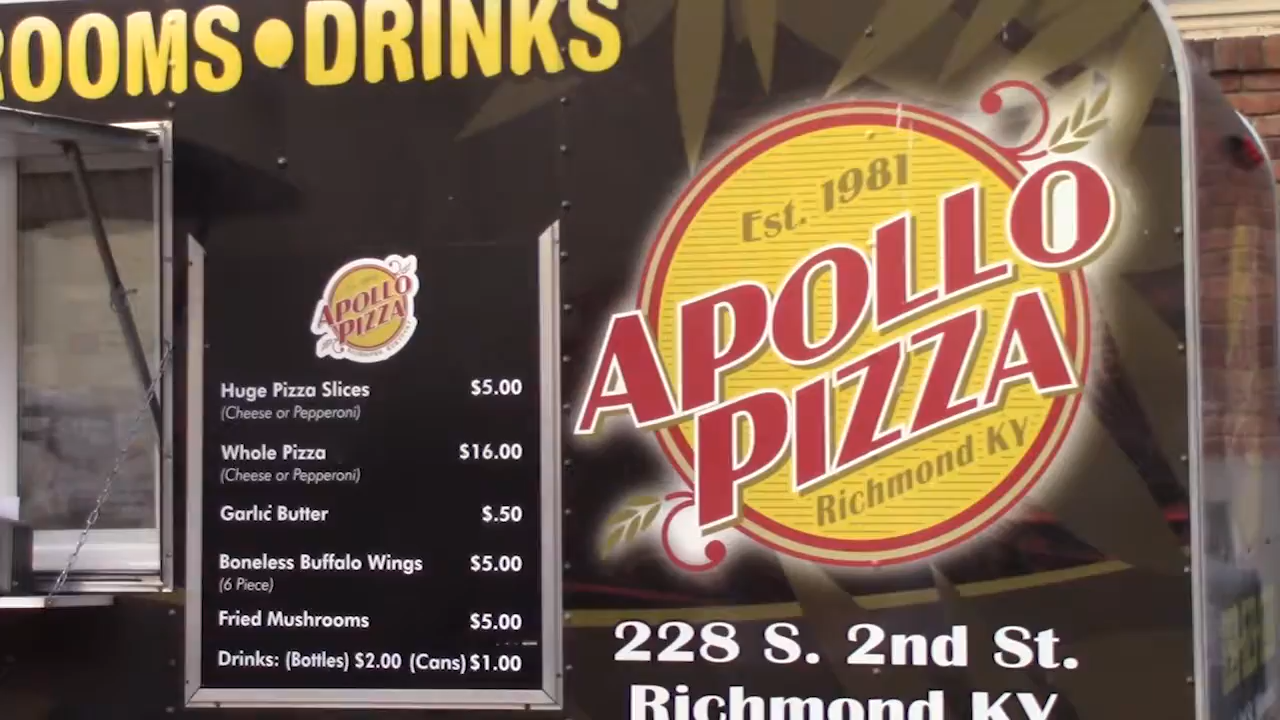 ROOMS • DRINKS
APOLLO
PIZZA
Huge Pizza Slices $5.00
(Cheese or Pepperoni)
Whole Pizza $16.00
(Cheese or Pepperoni)
Garlic Butter $.50
Boneless Buffalo Wings $5.00
(6 Piece)
Fried Mushrooms $5.00
Drinks: (Bottles) $2.00 (Cans) $1.00
Est. 1981
APOLLO
PIZZA
Richmond KY
228 S. 2nd St.
Richmond KY